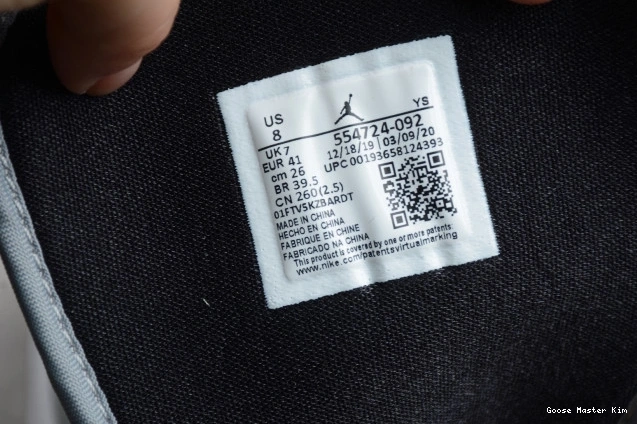 US
8
YS
554724-092
UK 7
12/18/19 | 03/09/20
EUR 41
UPC 00193658124393
cm 26
BR 39.5
CN 260(2.5)
01FTV5KZBARDT
MADE IN CHINA
HECHO EN CHINA
FABRIQUE EN CHINE
FABRICADO NA CHINA
This product is covered by one or more patents
www.nike.com/patentsvirtualmarking
Goose Master Kim